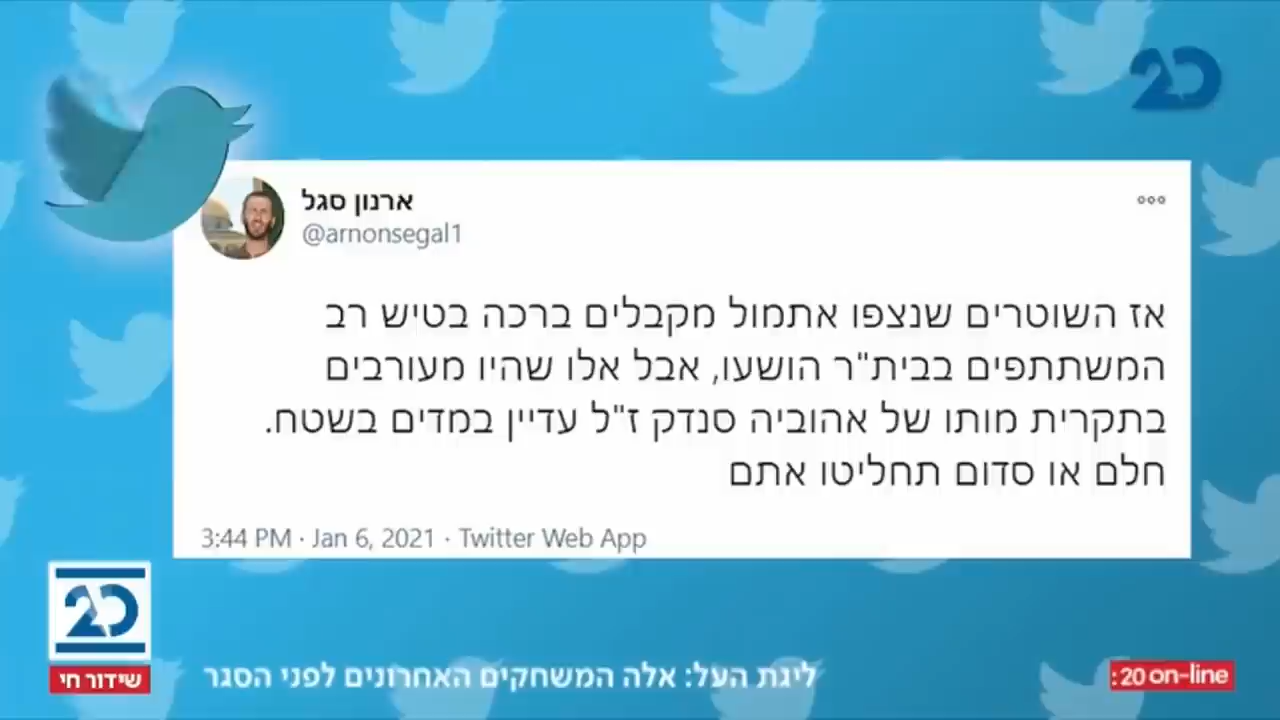 20
ארנון סגל
@arnonsegal1
אז השוטרים שנצפו אתמול מקבלים ברכה בטיש רב
המשתתפים בבית"ר הושעו, אבל אלו שהיו מעורבים
בתקרית מותו של אהוביה סנדק ז"ל עדיין במדים בשטח.
חלם או סדום תחליטו אתם
3:44 PM · Jan 6, 2021 · Twitter Web App
20
שידור חי
ליגת העל: אלה המשחקים האחרונים לפני הסגר
:20 on-line